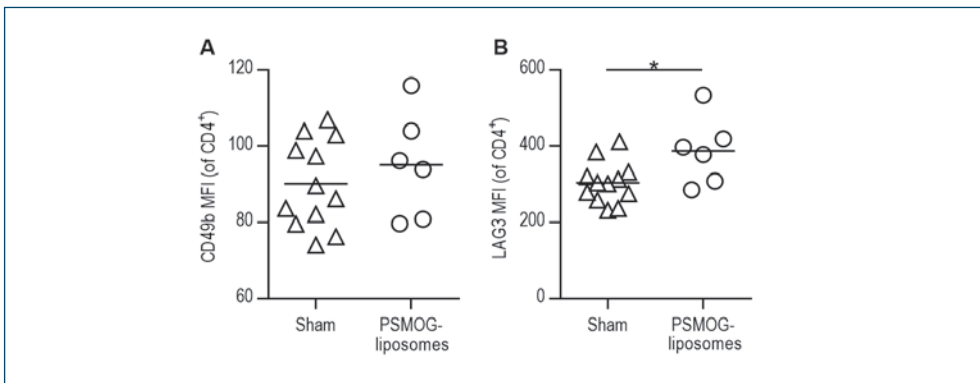 A
120
100
80
60
CD49b MFI (of CD4⁺)
Sham
PSMOG-
liposomes
B
*
600
400
200
0
LAG3 MFI (of CD4⁺)
Sham
PSMOG-
liposomes